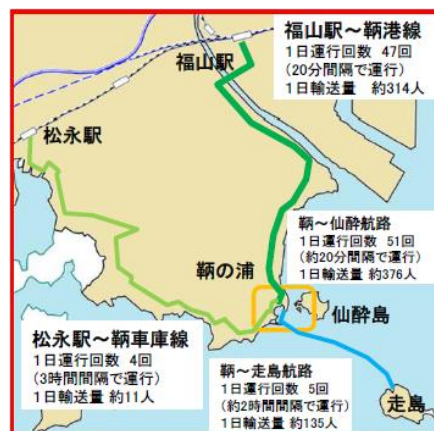 福山駅～鞆港線
1日運行回数 47回
(20分間隔で運行)
1日輸送量 約314人
福山駅
松永駅
鞆～仙酔航路
1日運行回数 51回
(約20分間隔で運行)
1日輸送量 約376人
鞆の浦
仙酔島
松永駅～鞆車庫線
1日運行回数 4回
(3時間間隔で運行)
1日輸送量 約11人
鞆～走島航路
1日運行回数 5回
(約2時間間隔で運行)
1日輸送量 約135人
走島